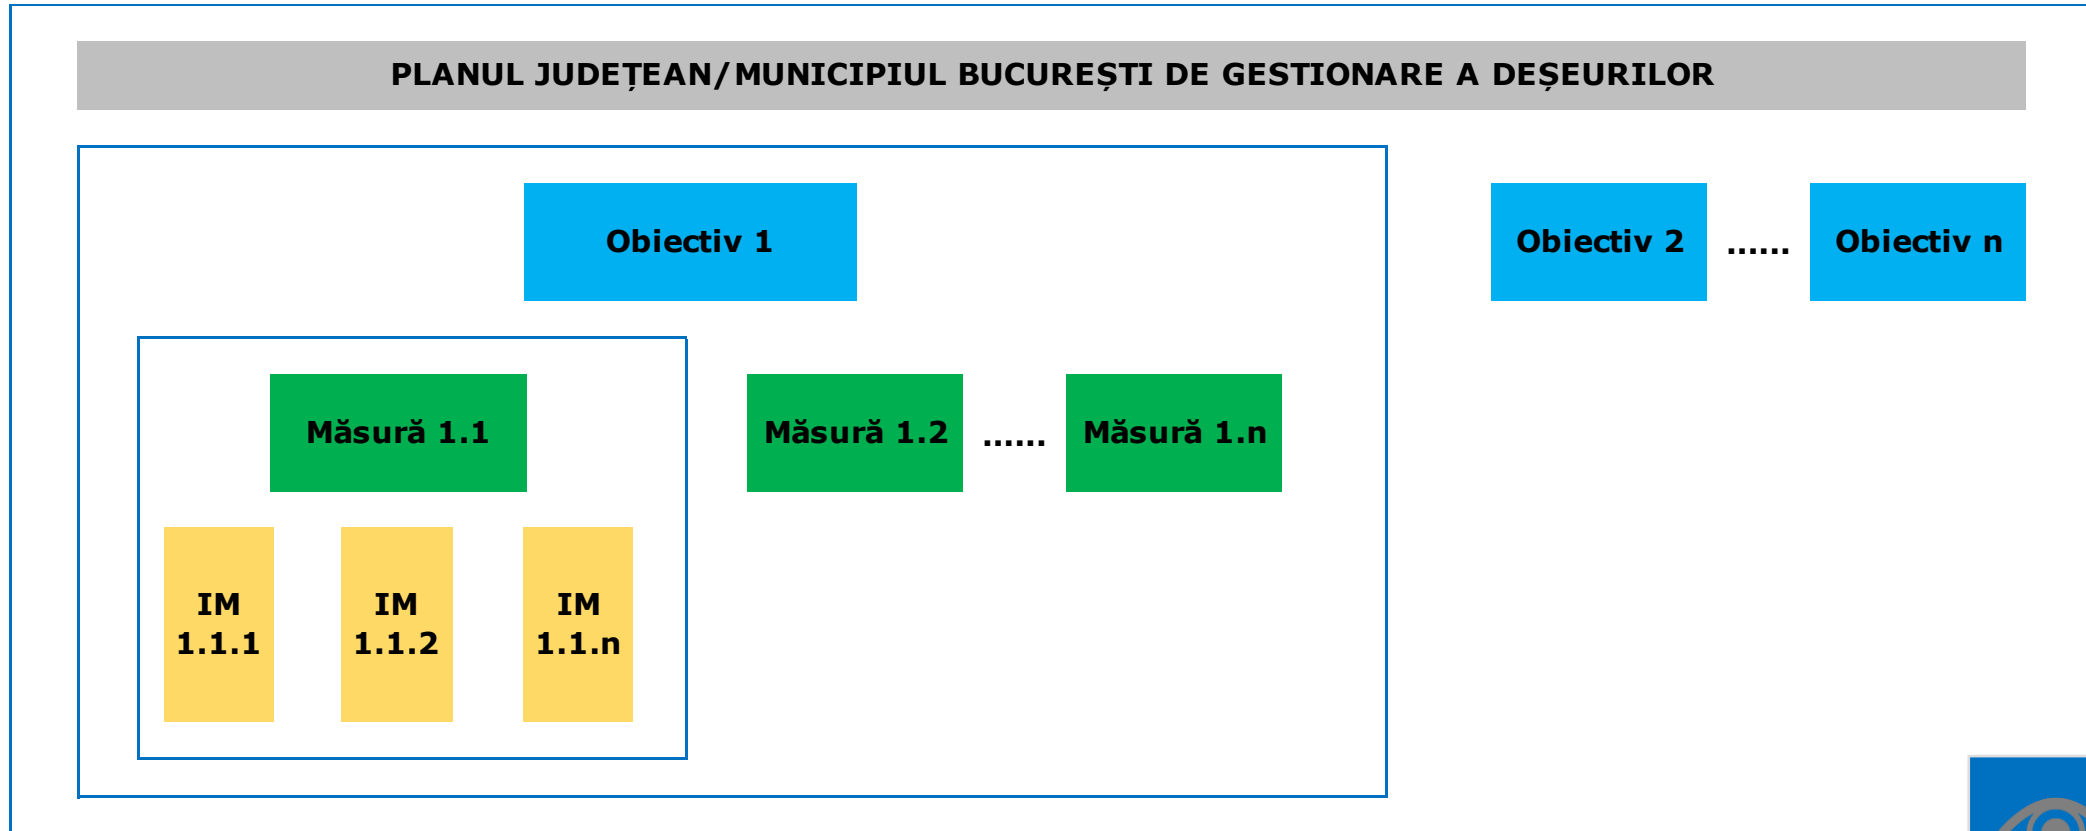 PLANUL JUDEȚEAN/MUNICIPIUL BUCUREȘTI DE GESTIONARE A DEȘEURILOR
Obiectiv 1
Obiectiv 2 ...... Obiectiv n
Măsură 1.1
Măsură 1.2 ...... Măsură 1.n
IM
1.1.1
IM
1.1.2
IM
1.1.n